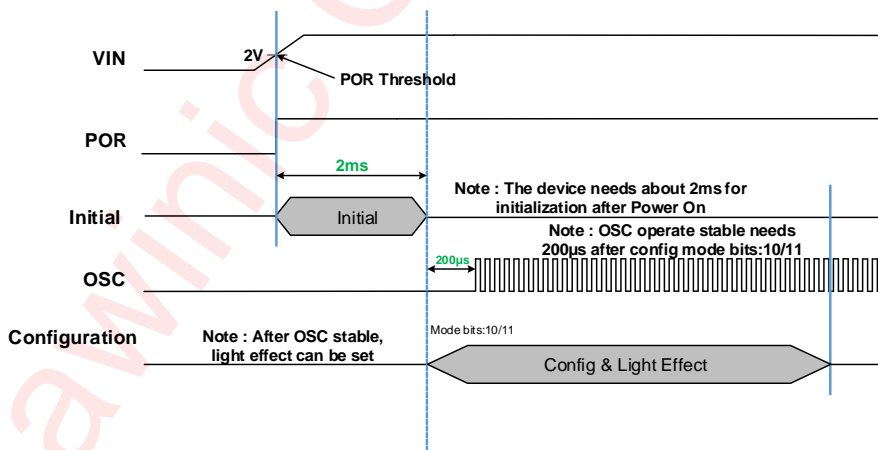 VIN
2V
POR Threshold
POR
2ms
Note : The device needs about 2ms for
initialization after Power On
Initial
Initial
Note : OSC operate stable needs
200μs after config mode bits:10/11
200μs
OSC
Mode bits:10/11
Configuration
Note : After OSC stable,
light effect can be set
Config & Light Effect
awinic